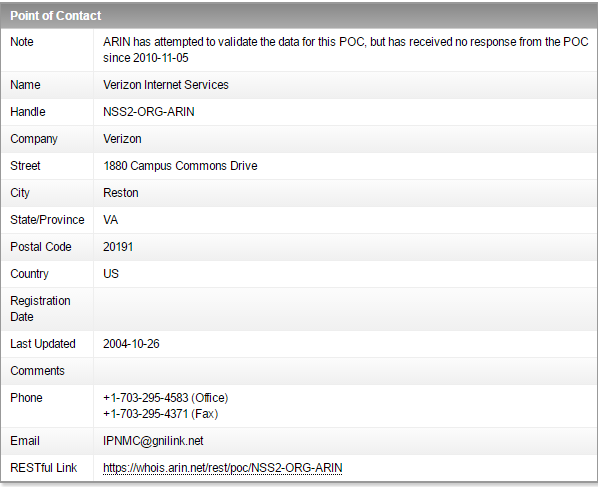 Point of Contact
Note ARIN has attempted to validate the data for this POC, but has received no response from the POC
since 2010-11-05
Name Verizon Internet Services
Handle NSS2-ORG-ARIN
Company Verizon
Street 1880 Campus Commons Drive
City Reston
State/Province VA
Postal Code 20191
Country US
Registration
Date
Last Updated 2004-10-26
Comments
Phone +1-703-295-4583 (Office)
+1-703-295-4371 (Fax)
Email IPNMC@gnilink.net
RESTful Link https://whois.arin.net/rest/poc/NSS2-ORG-ARIN